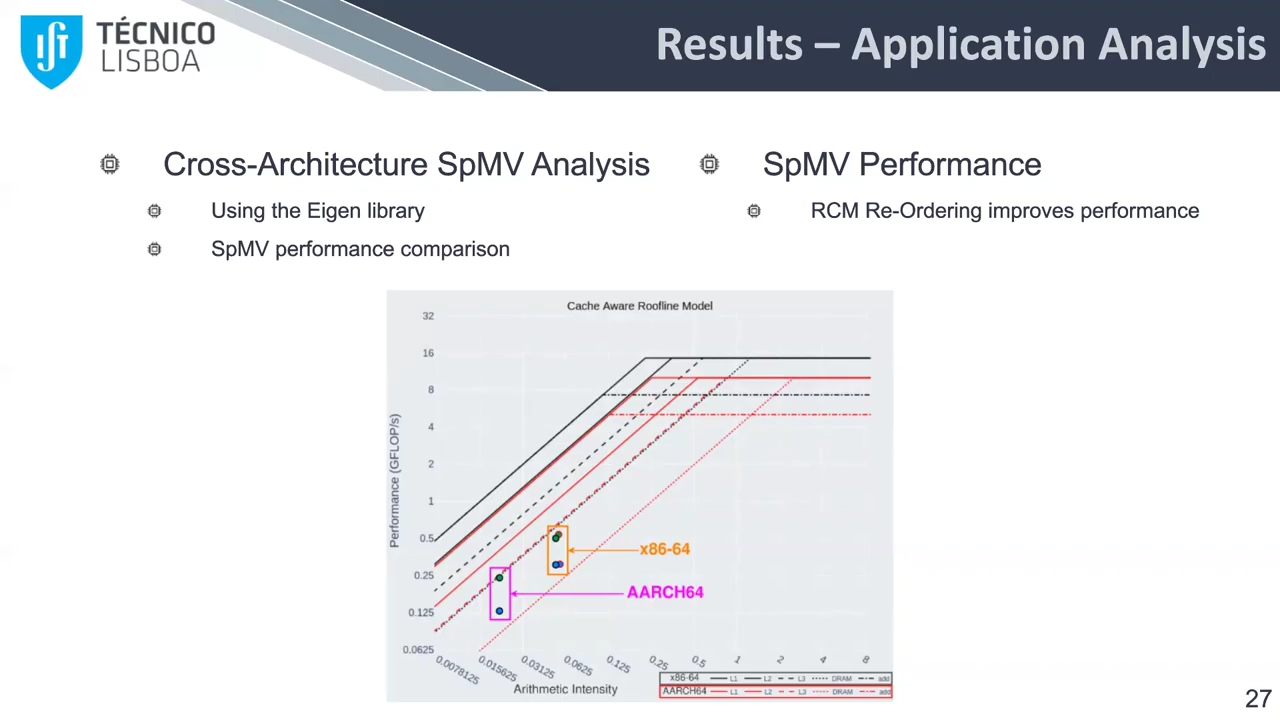 TÉCNICO
LISBOA
Results – Application Analysis
Cross-Architecture SpMV Analysis
Using the Eigen library
SpMV performance comparison
SpMV Performance
RCM Re-Ordering improves performance
Cache Aware Roofline Model
Performance (GFLOP/s)
32
16
8
4
2
1
0.5
0.25
0.125
0.0625
x86-64
AARCH64
0.0078125
0.015625
0.03125
0.0625
0.125
0.25
0.5
1
2
4
8
Arithmetic Intensity
x86-64 L1 L2 L3 DRAM add
AARCH64 L1 L2 L3 DRAM add
27